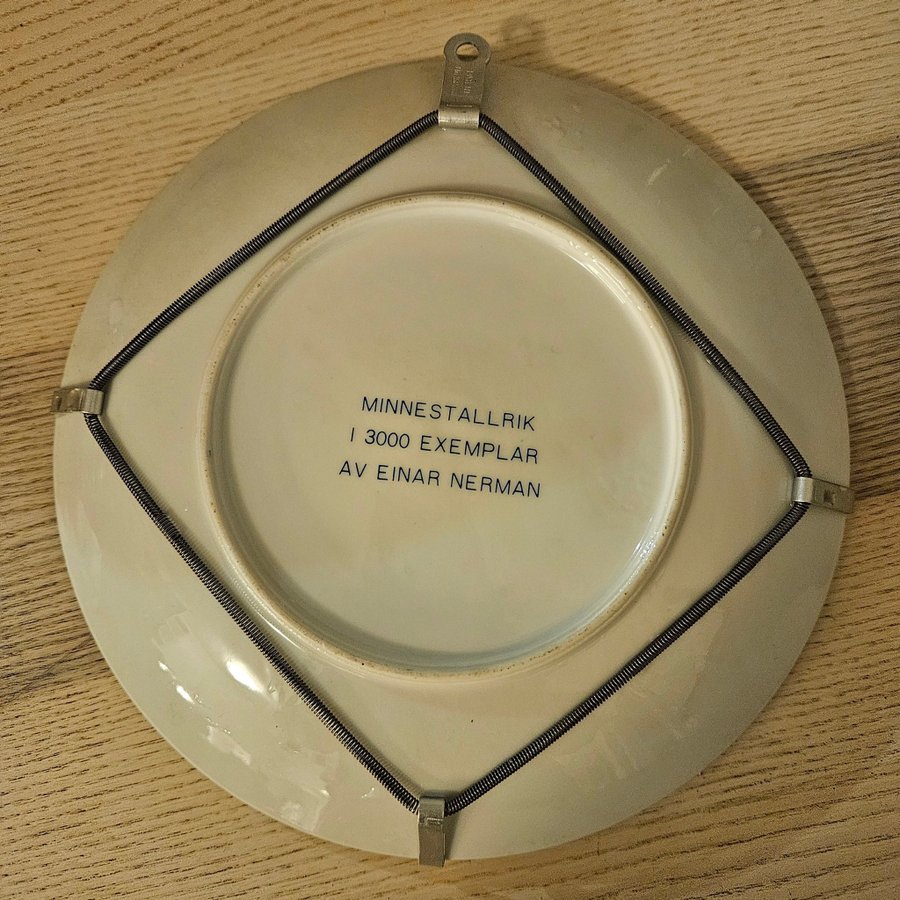 MINNESTALLRIK
I 3000 EXEMPLAR
AV EINAR NERMAN